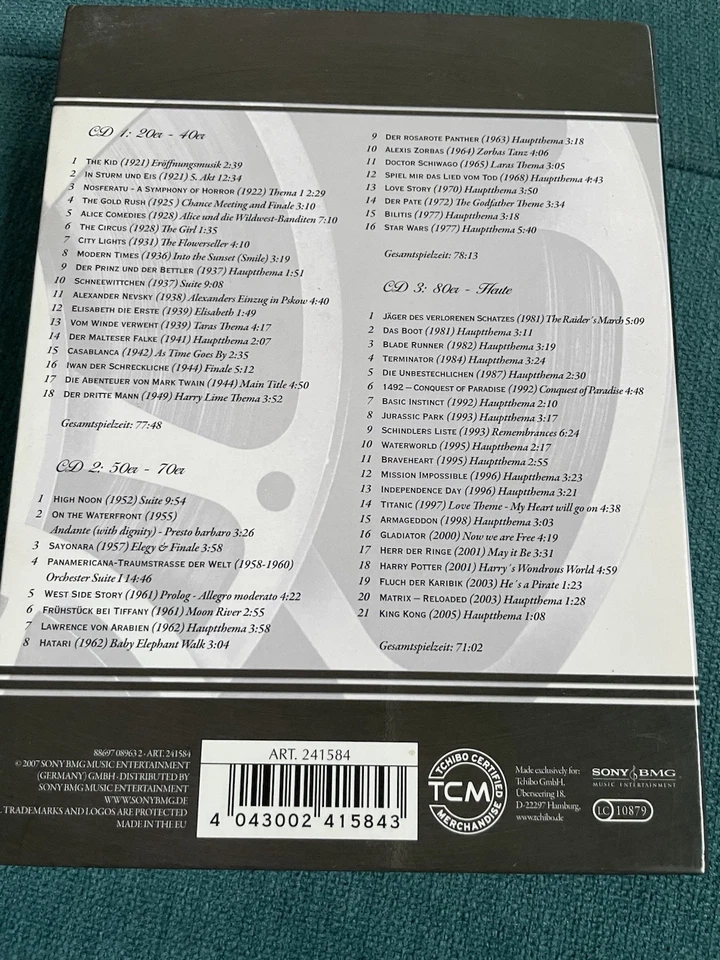 CD 1: 20er - 40er
1 The Kid (1921) Eröffnungsmusik 2:39
2 In Sturm und Eis (1921) 5. Akt 12:34
3 Nosferatu - A Symphony of Horror (1922) Thema 1 2:29
4 The Gold Rush (1925 ) Chance Meeting and Finale 3:10
5 Alice Comedies (1928) Alice und die Wildwest-Banditen 7:10
6 The Circus (1928) The Girl 1:35
7 City Lights (1931) The Flowerseller 4:10
8 Modern Times (1936) Into the Sunset (Smile) 3:19
9 Der Prinz und der Bettler (1937) Hauptthema 1:51
10 Schneewittchen (1937) Suite 9:08
11 Alexander Nevsky (1938) Alexanders Einzug in Pskow 4:40
12 Elisabeth die Erste (1939) Elisabeth 1:49
13 Vom Winde verweht (1939) Taras Thema 4:17
14 Der Malteser Falke (1941) Hauptthema 2:07
15 Casablanca (1942) As Time Goes By 2:35
16 Iwan der Schreckliche (1944) Finale 5:12
17 Die Abenteuer von Mark Twain (1944) Main Title 4:50
18 Der dritte Mann (1949) Harry Lime Thema 3:52
Gesamtspielzeit: 77:48
CD 2: 50er - 70er
1 High Noon (1952) Suite 9:54
2 On the Waterfront (1955)
Andante (with dignity) - Presto barbaro 3:26
3 Sayonara (1957) Elegy & Finale 3:58
4 Panamericana-Traumstrasse der Welt (1958-1960)
Orchester Suite I 14:46
5 West Side Story (1961) Prolog - Allegro moderato 4:22
6 Frühstück bei Tiffany (1961) Moon River 2:55
7 Lawrence von Arabien (1962) Hauptthema 3:58
8 Hatari (1962) Baby Elephant Walk 3:04
9 Der rosarote Panther (1963) Hauptthema 3:18
10 Alexis Zorbas (1964) Zorbas Tanz 4:06
11 Doctor Schiwago (1965) Laras Thema 3:05
12 Spiel mir das Lied vom Tod (1968) Hauptthema 4:43
13 Love Story (1970) Hauptthema 3:50
14 Der Pate (1972) The Godfather Theme 3:34
15 Bilitis (1977) Hauptthema 3:18
16 Star Wars (1977) Hauptthema 5:40
Gesamtspielzeit: 78:13
CD 3: 80er - Heute
1 Jäger des verlorenen Schatzes (1981) The Raider's March 5:09
2 Das Boot (1981) Hauptthema 3:11
3 Blade Runner (1982) Hauptthema 3:19
4 Terminator (1984) Hauptthema 3:24
5 Die Unbestechlichen (1987) Hauptthema 2:30
6 1492 – Conquest of Paradise (1992) Conquest of Paradise 4:48
7 Basic Instinct (1992) Hauptthema 2:10
8 Jurassic Park (1993) Hauptthema 3:17
9 Schindlers Liste (1993) Remembrances 6:24
10 Waterworld (1995) Hauptthema 2:17
11 Braveheart (1995) Hauptthema 2:55
12 Mission Impossible (1996) Hauptthema 3:23
13 Independence Day (1996) Hauptthema 3:21
14 Titanic (1997) Love Theme - My Heart will go on 4:38
15 Armageddon (1998) Hauptthema 3:03
16 Gladiator (2000) Now we are Free 4:19
17 Herr der Ringe (2001) May it Be 3:31
18 Harry Potter (2001) Harry's Wondrous World 4:59
19 Fluch der Karibik (2003) He's a Pirate 1:23
20 Matrix – Reloaded (2003) Hauptthema 1:28
21 King Kong (2005) Hauptthema 1:08
Gesamtspielzeit: 71:02
88697 08963 2 · ART. 241584
© 2007 SONY BMG MUSIC ENTERTAINMENT
(GERMANY) GMBH · DISTRIBUTED BY
SONY BMG MUSIC ENTERTAINMENT
WWW.SONYBMG.DE
TRADEMARKS AND LOGOS ARE PROTECTED
MADE IN THE EU
ART. 241584
4 043002 415843
TCHIBO CERTIFIED
TCM
MERCHANDISE
Made exclusively for:
Tchibo GmbH,
Überseering 18,
D-22297 Hamburg,
www.tchibo.de
SONY BMG
MUSIC ENTERTAINMENT
LC 10879